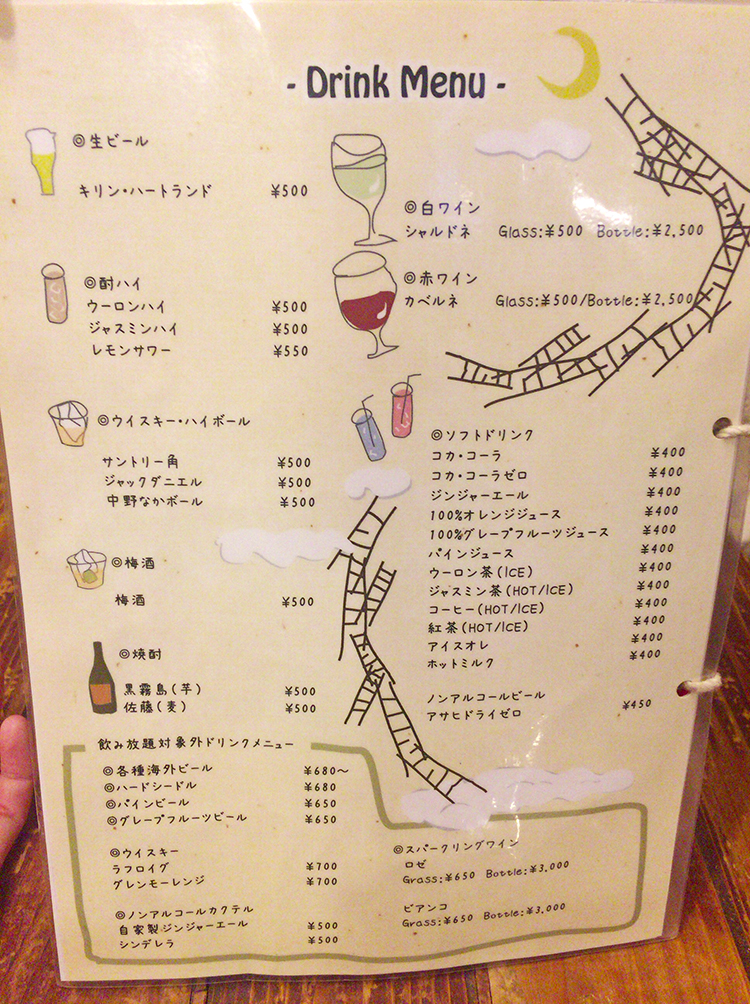 - Drink Menu -
◎生ビール
キリン・ハートランド ¥500
◎酎ハイ
ウーロンハイ ¥500
ジャスミンハイ ¥500
レモンサワー ¥550
◎ウイスキー・ハイボール
サントリー角 ¥500
ジャックダニエル ¥500
中野なかボール ¥500
◎梅酒
梅酒 ¥500
◎焼酎
黒霧島(芋) ¥500
佐藤(麦) ¥500
◎白ワイン
シャルドネ Glass:¥500 Bottle:¥2,500
◎赤ワイン
カベルネ Glass:¥500/Bottle:¥2,500
◎ソフトドリンク
コカ・コーラ ¥400
コカ・コーラゼロ ¥400
ジンジャーエール ¥400
100%オレンジジュース ¥400
100%グレープフルーツジュース ¥400
パインジュース ¥400
ウーロン茶(ICE) ¥400
ジャスミン茶(HOT/ICE) ¥400
コーヒー(HOT/ICE) ¥400
紅茶(HOT/ICE) ¥400
アイスオレ ¥400
ホットミルク ¥400
ノンアルコールビール
アサヒドライゼロ ¥450
飲み放題対象外ドリンクメニュー
◎各種海外ビール ¥680〜
◎ハードシードル ¥680
◎パインビール ¥650
◎グレープフルーツビール ¥650
◎ウイスキー
ラフロイグ ¥700
グレンモーレンジ ¥700
◎ノンアルコールカクテル
自家製ジンジャーエール ¥500
シンデレラ ¥500
◎スパークリングワイン
ロゼ
Grass:¥650 Bottle:¥3,000
ビアンコ
Grass:¥650 Bottle:¥3,000